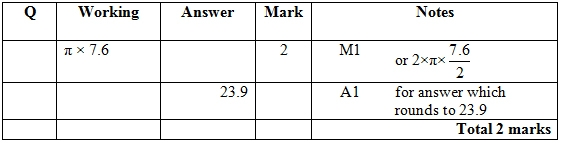 Q Working Answer Mark Notes
π × 7.6 2 M1 or 2×π×7.6/2
23.9 A1 for answer which
rounds to 23.9
Total 2 marks